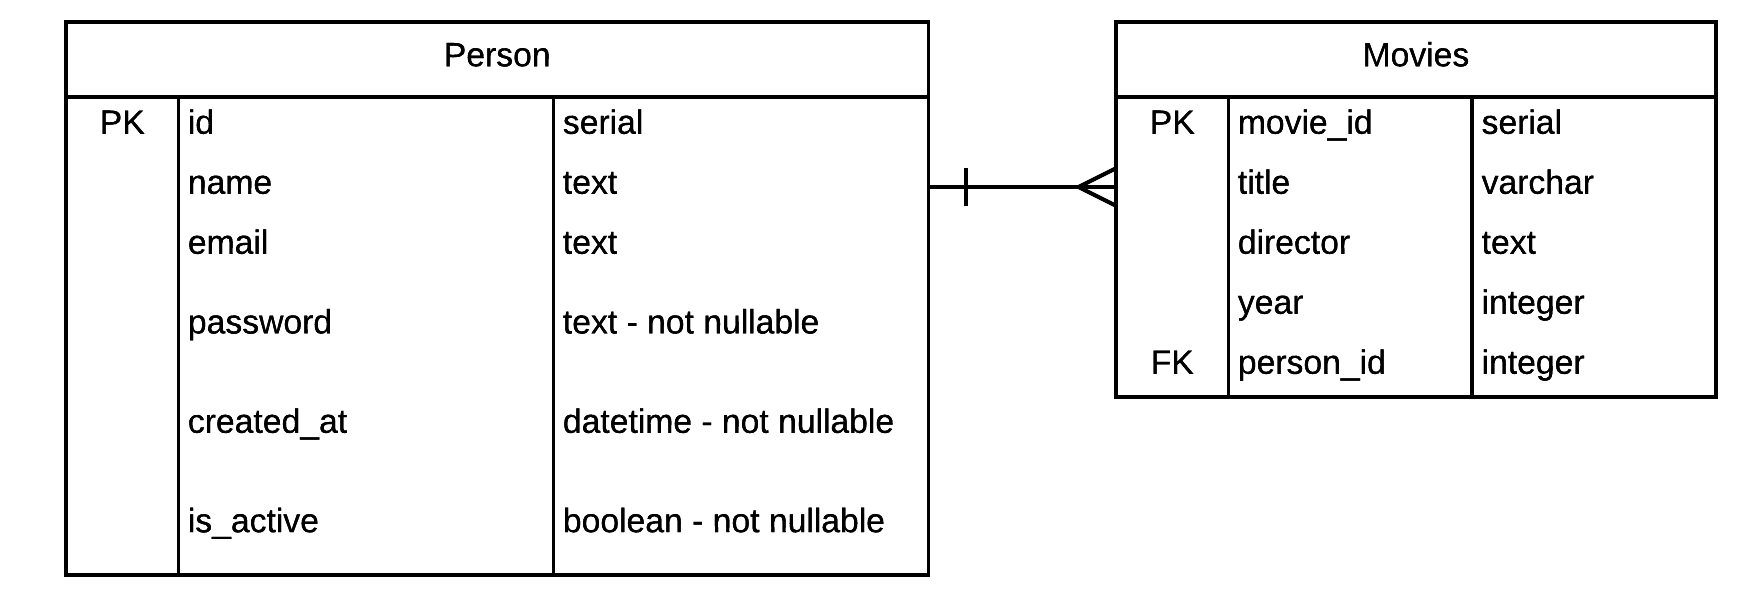 Person
PK id serial
name text
email text
password text - not nullable
created_at datetime - not nullable
is_active boolean - not nullable
Movies
PK movie_id serial
title varchar
director text
year integer
FK person_id integer